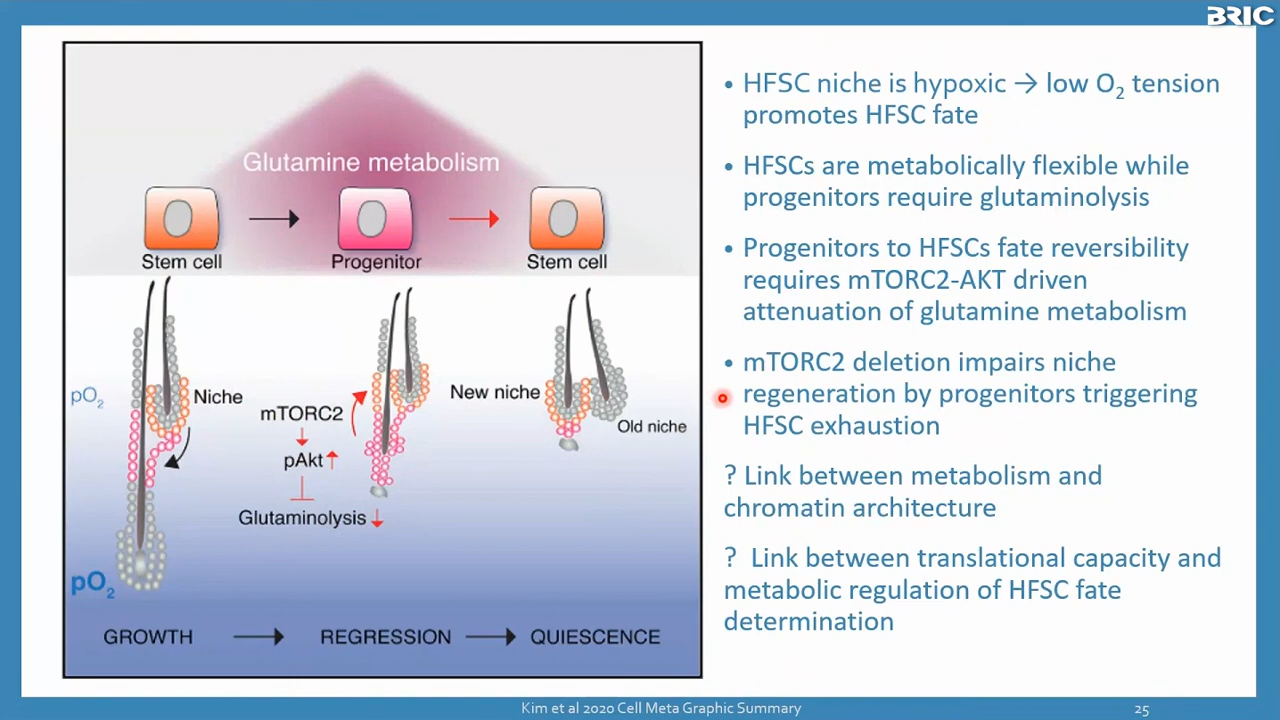 BRIC
Glutamine metabolism
Stem cell
Progenitor
Stem cell
pO₂
Niche
mTORC2
pAkt
Glutaminolysis
New niche
Old niche
pO₂
GROWTH
REGRESSION
QUIESCENCE
• HFSC niche is hypoxic → low O₂ tension
promotes HFSC fate
• HFSCs are metabolically flexible while
progenitors require glutaminolysis
• Progenitors to HFSCs fate reversibility
requires mTORC2-AKT driven
attenuation of glutamine metabolism
• mTORC2 deletion impairs niche
regeneration by progenitors triggering
HFSC exhaustion
? Link between metabolism and
chromatin architecture
? Link between translational capacity and
metabolic regulation of HFSC fate
determination
Kim et al 2020 Cell Meta Graphic Summary
25